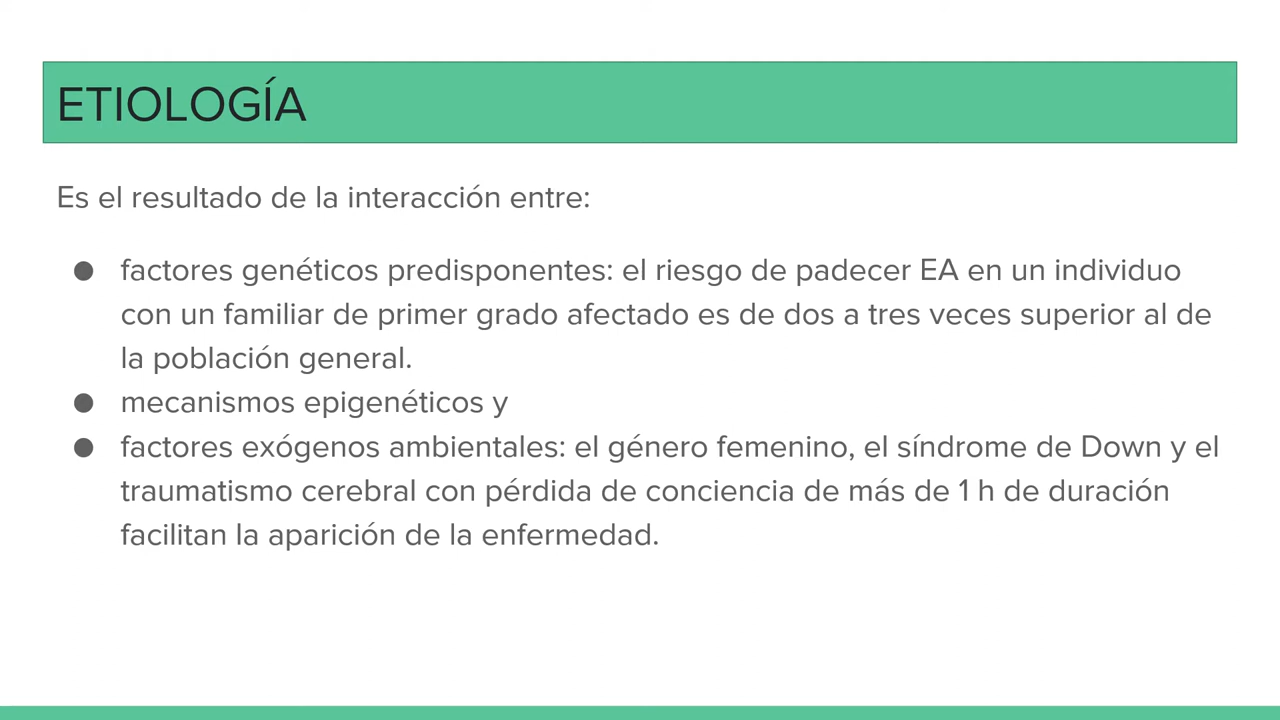 ETIOLOGÍA
Es el resultado de la interacción entre:
● factores genéticos predisponentes: el riesgo de padecer EA en un individuo
con un familiar de primer grado afectado es de dos a tres veces superior al de
la población general.
● mecanismos epigenéticos y
● factores exógenos ambientales: el género femenino, el síndrome de Down y el
traumatismo cerebral con pérdida de conciencia de más de 1 h de duración
facilitan la aparición de la enfermedad.